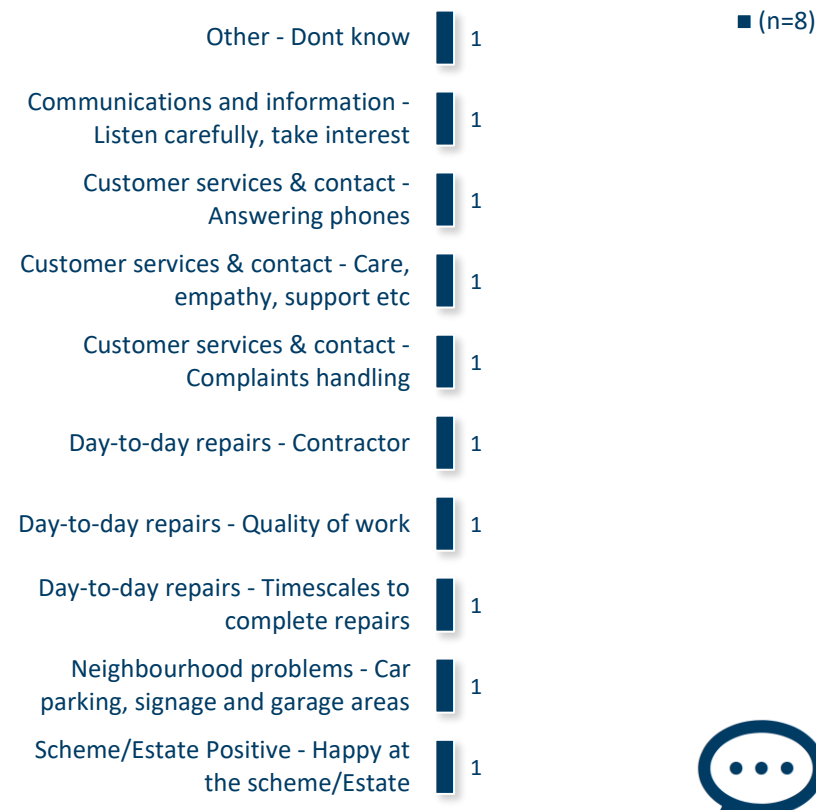 (n=8)
Other - Dont know
1
Communications and information -
Listen carefully, take interest
1
Customer services & contact -
Answering phones
1
Customer services & contact - Care,
empathy, support etc
1
Customer services & contact -
Complaints handling
1
Day-to-day repairs - Contractor
1
Day-to-day repairs - Quality of work
1
Day-to-day repairs - Timescales to
complete repairs
1
Neighbourhood problems - Car
parking, signage and garage areas
1
Scheme/Estate Positive - Happy at
the scheme/Estate
1